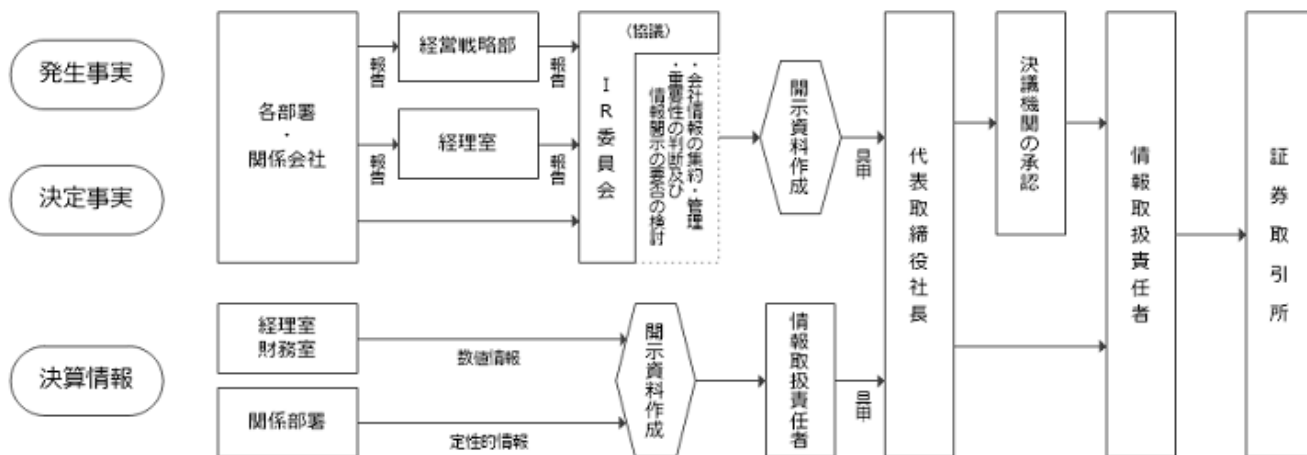 発生事実
決定事実
決算情報
各部署
・
関係会社
報告
報告
経営戦略部
経理室
報告
報告
IR委員会
(協議)
・会社情報の集約・管理
・重要性の判断及び
情報開示の要否の検討
開示資料作成
具申
代表取締役社長
決議機関の承認
情報取扱責任者
証券取引所
経理室
財務室
関係部署
数値情報
定性的情報
開示資料作成
情報取扱責任者
具申